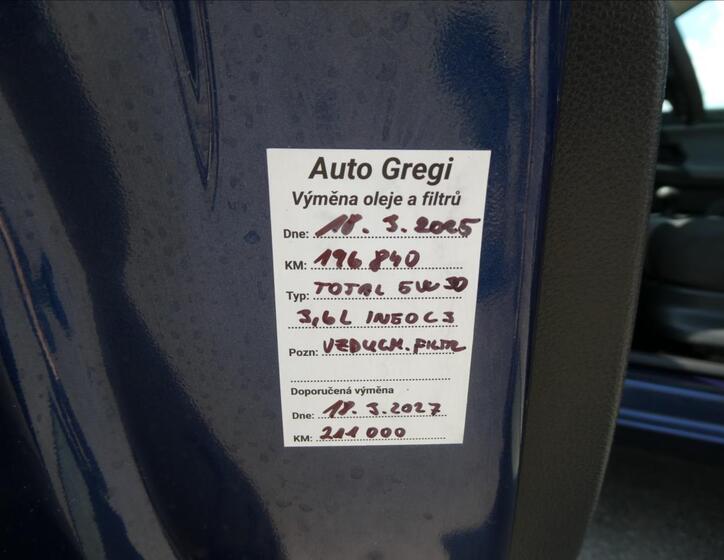 Auto Gregi
Výměna oleje a filtrů
Dne: 18. 3. 2025
KM: 196 840
Typ: TOTAL 5W30
3,6L INEO C3
Pozn: VZDUCH. FILTR
Doporučená výměna
Dne: 18. 3. 2027
KM: 211 000